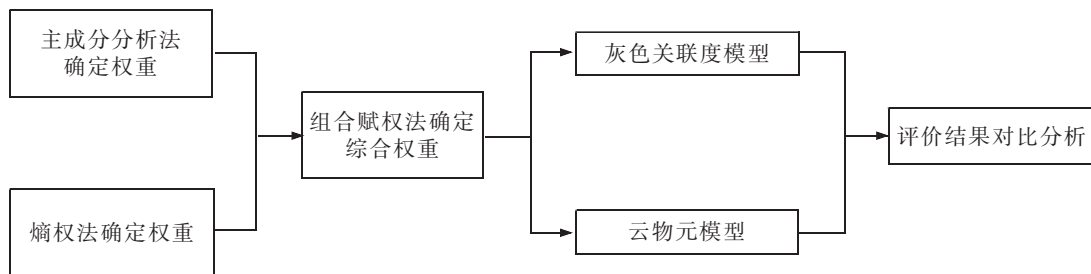 主成分分析法
确定权重
熵权法确定权重
组合赋权法确定
综合权重
灰色关联度模型
云物元模型
评价结果对比分析